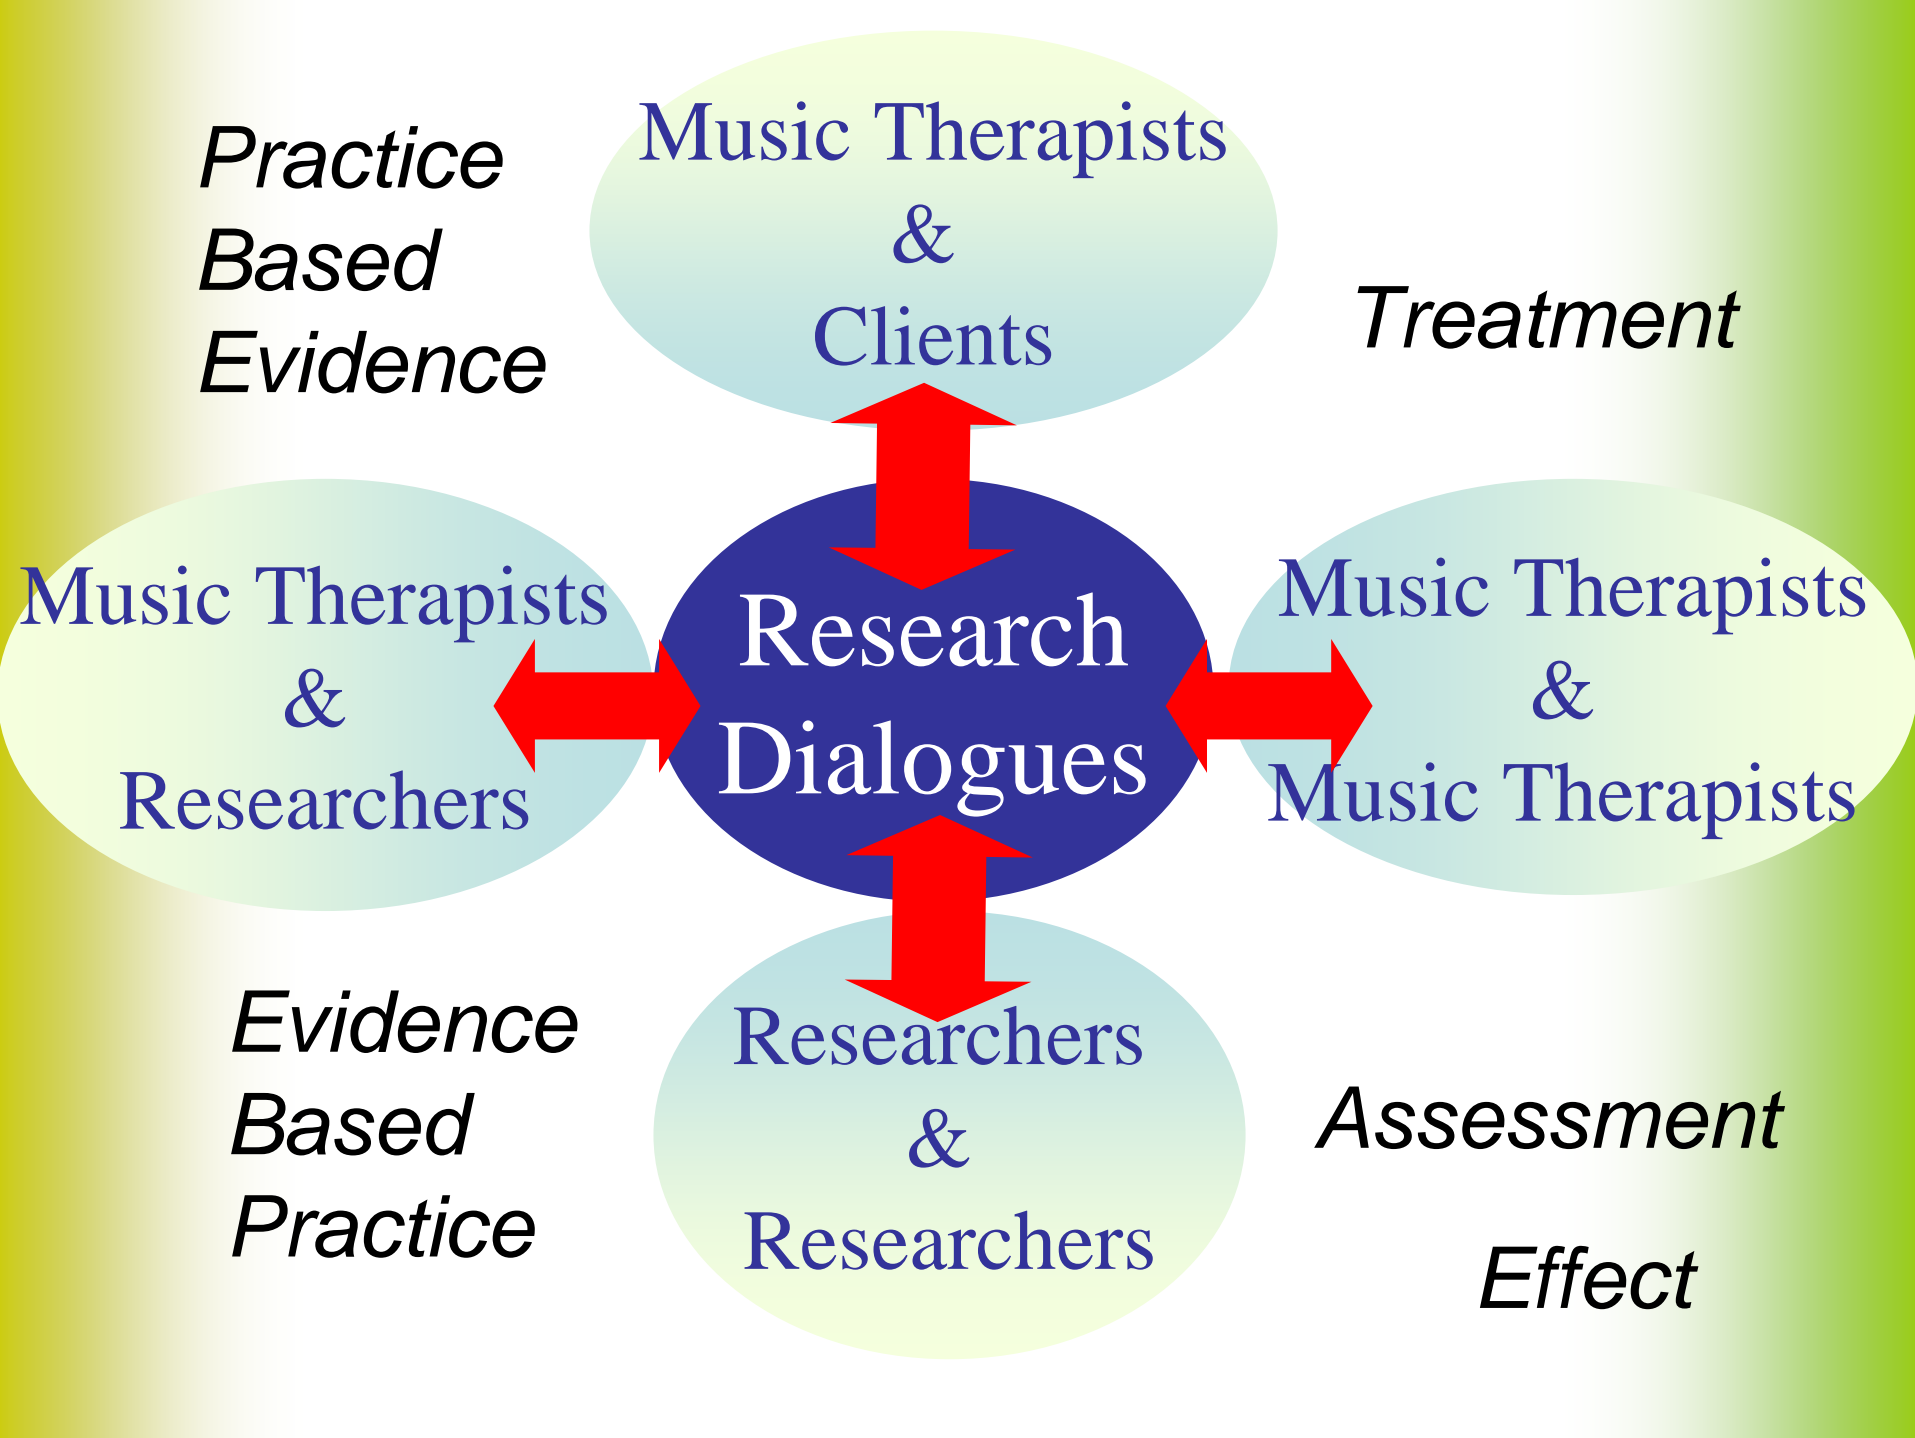 Practice
Based
Evidence
Music Therapists
&
Clients
Treatment
Music Therapists
&
Researchers
Research
Dialogues
Music Therapists
&
Music Therapists
Evidence
Based
Practice
Researchers
&
Researchers
Assessment
Effect